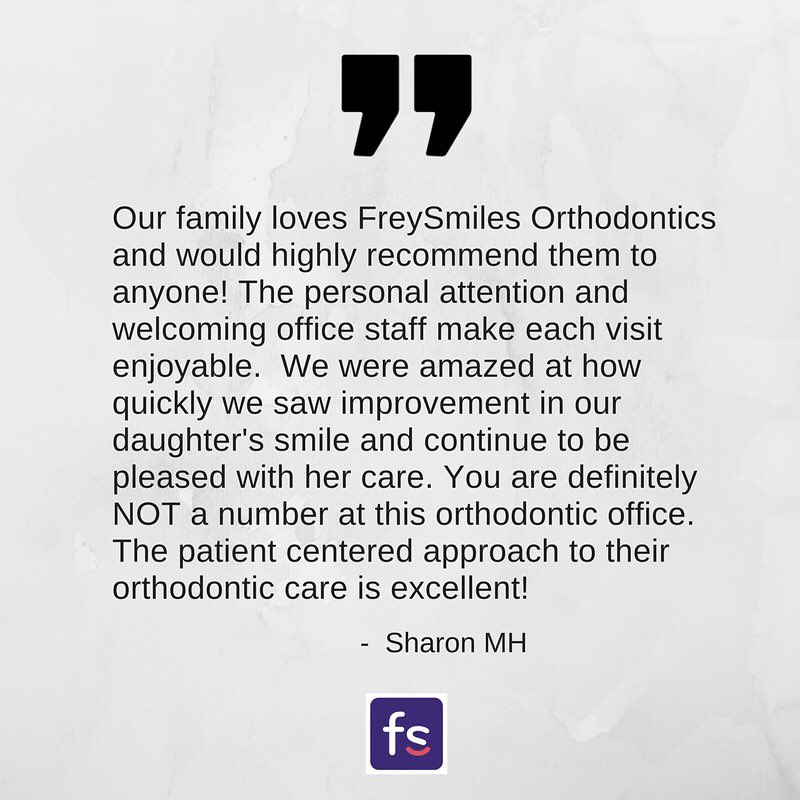 ”
Our family loves FreySmiles Orthodontics
and would highly recommend them to
anyone! The personal attention and
welcoming office staff make each visit
enjoyable.  We were amazed at how
quickly we saw improvement in our
daughter's smile and continue to be
pleased with her care. You are definitely
NOT a number at this orthodontic office.
The patient centered approach to their
orthodontic care is excellent!
-  Sharon MH
fs